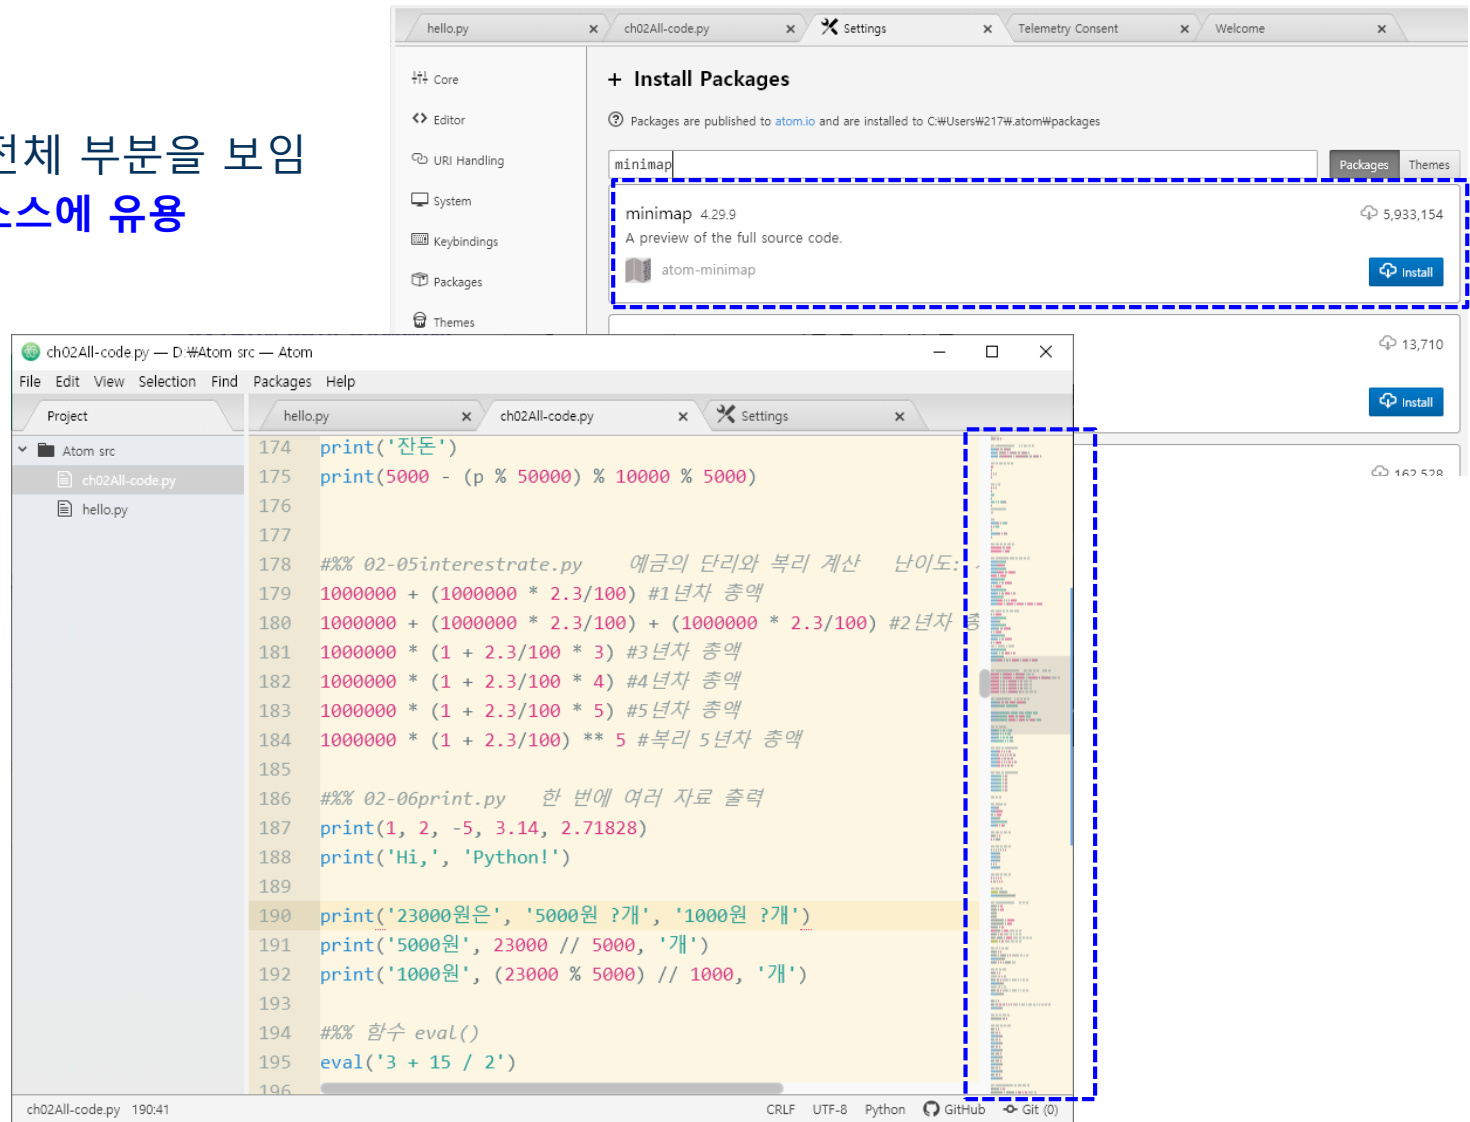 hello.py ch02All-code.py Settings Telemetry Consent Welcome
Core
Editor
URI Handling
System
Keybindings
Packages
Themes
+ Install Packages
Packages are published to atom.io and are installed to C:₩Users₩217₩.atom₩packages
minimap
Packages Themes
minimap 4.29.9
5,933,154
A preview of the full source code.
atom-minimap
Install
13,710
Install
162,528
전체 부분을 보임
소스에 유용
ch02All-code.py — D:₩Atom src — Atom
File Edit View Selection Find Packages Help
Project
hello.py ch02All-code.py Settings
Atom src
ch02All-code.py
hello.py
174 print('잔돈')
175 print(5000 - (p % 50000) % 10000 % 5000)
176
177
178 #%% 02-05interestrate.py 예금의 단리와 복리 계산 난이도:
179 1000000 + (1000000 * 2.3/100) #1년차 총액
180 1000000 + (1000000 * 2.3/100) + (1000000 * 2.3/100) #2년차 총
181 1000000 * (1 + 2.3/100 * 3) #3년차 총액
182 1000000 * (1 + 2.3/100 * 4) #4년차 총액
183 1000000 * (1 + 2.3/100 * 5) #5년차 총액
184 1000000 * (1 + 2.3/100) ** 5 #복리 5년차 총액
185
186 #%% 02-06print.py 한 번에 여러 자료 출력
187 print(1, 2, -5, 3.14, 2.71828)
188 print('Hi,', 'Python!')
189
190 print('23000원은', '5000원 ?개', '1000원 ?개')
191 print('5000원', 23000 // 5000, '개')
192 print('1000원', (23000 % 5000) // 1000, '개')
193
194 #%% 함수 eval()
195 eval('3 + 15 / 2')
196
ch02All-code.py 190:41
CRLF UTF-8 Python GitHub Git (0)